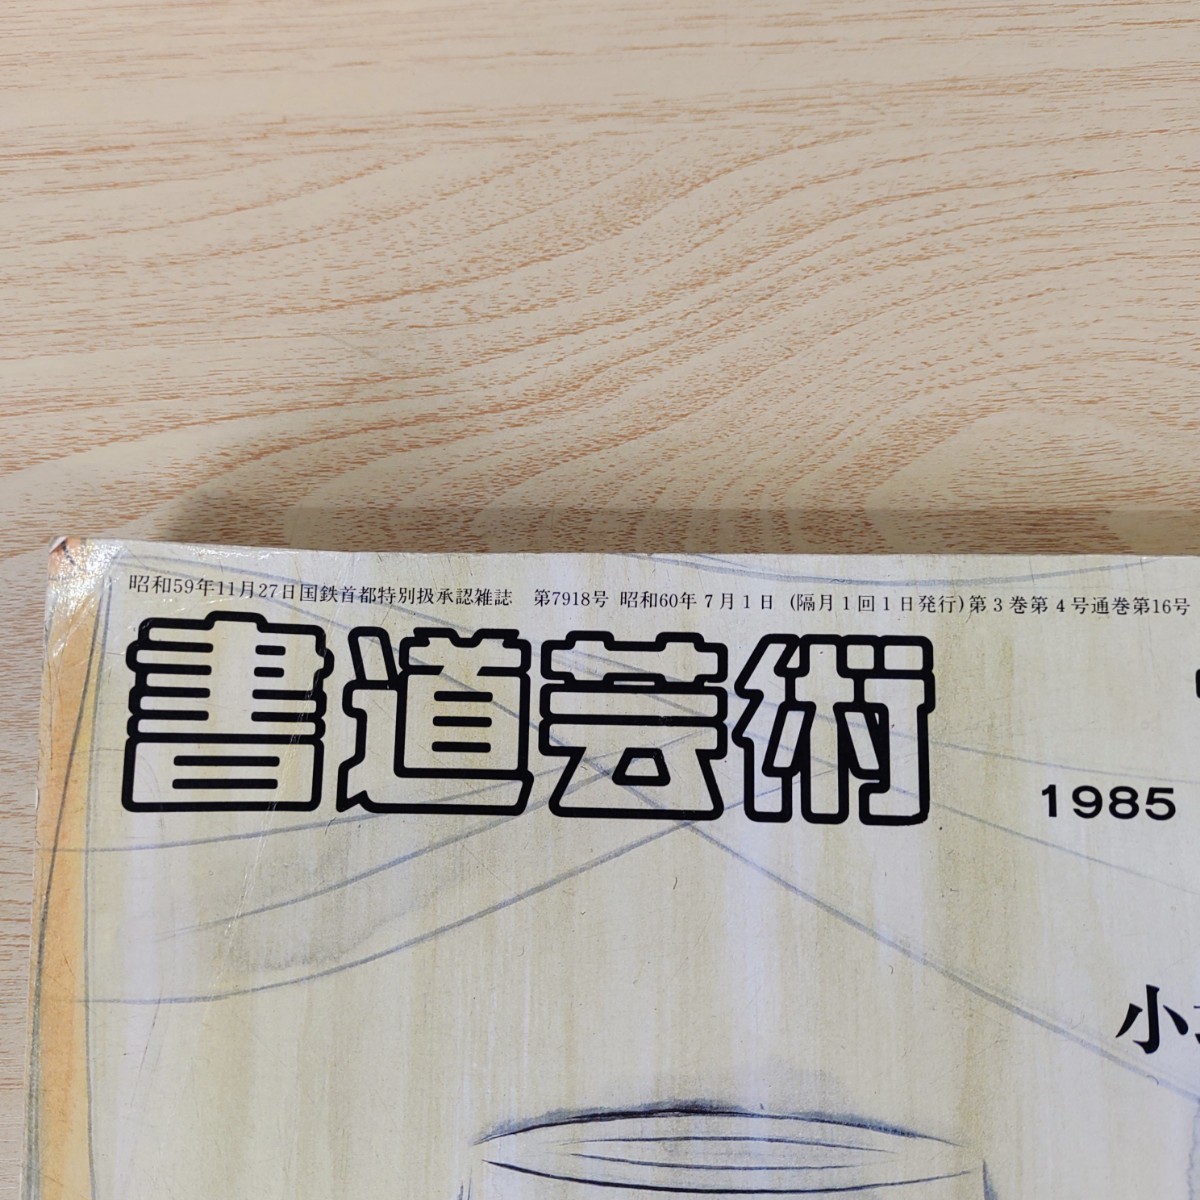 昭和59年11月27日国鉄首都特別扱承認雑誌 第7918号 昭和60年7月1日 (隔月1回1日発行)第3巻第4号通巻第16号
書道芸術
1985
小